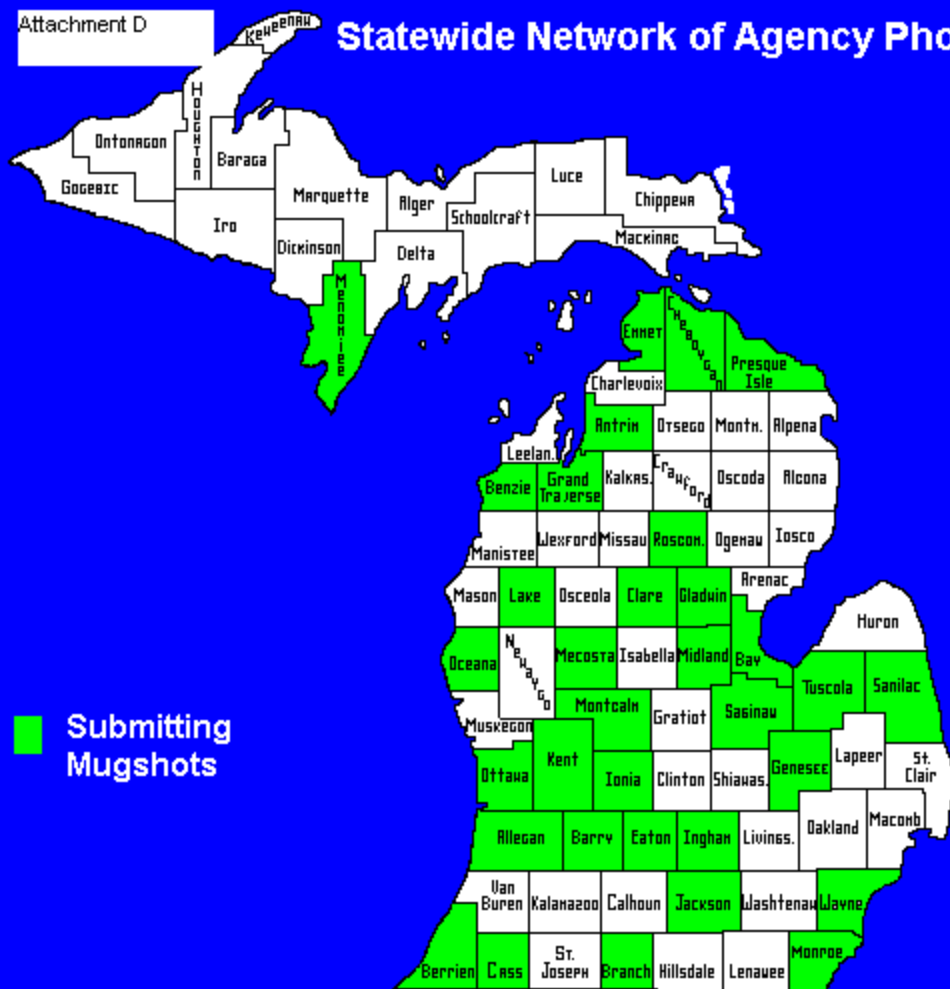 Attachment D
Statewide Network of Agency Pho
Keweenaw
Houghton
Ontonagon
Baraga
Gogebic
Marquette
Luce
Alger
Chippewa
Schoolcraft
Iro
Mackinac
Dickinson
Delta
Menomiee
Emmet
Cheboygan
Presque
Isle
Charlevoix
Antrim
Otsego
Montm.
Alpena
Leelan.
Benzie
Grand
Traverse
Kalkas.
Crawford
Oscoda
Alcona
Manistee
Wexford
Missau
Roscom.
Ogemaw
Iosco
Arenac
Mason
Lake
Osceola
Clare
Gladwin
Huron
Oceana
Newaygo
Mecosta
Isabella
Midland
Bay
Tuscola
Sanilac
Montcalm
Gratiot
Saginaw
Muskegon
Submitting
Mugshots
Kent
Lapeer
St.
Clair
Ottawa
Ionia
Clinton
Shiawas.
Genesee
Oakland
Macomb
Allegan
Barry
Eaton
Ingham
Livings.
Van
Buren
Kalamazoo
Calhoun
Jackson
Washtenaw
Wayne
Berrien
Cass
St.
Joseph
Branch
Hillsdale
Lenawee
Monroe